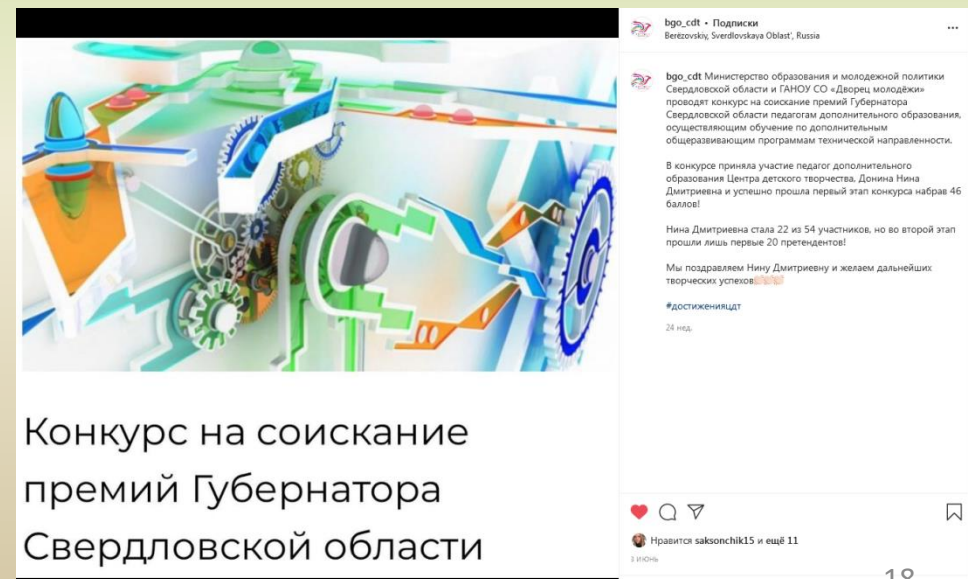 Конкурс на соискание
премий Губернатора
Свердловской области
bgo_cdt • Подписки
Berëzovskiy, Sverdlovskaya Oblast', Russia
bgo_cdt Министерство образования и молодежной политики
Свердловской области и ГАНОУ СО «Дворец молодёжи»
проводят конкурс на соискание премий Губернатора
Свердловской области педагогам дополнительного образования,
осуществляющим обучение по дополнительным
общеразвивающим программам технической направленности.
В конкурсе приняла участие педагог дополнительного
образования Центра детского творчества, Донина Нина
Дмитриевна и успешно прошла первый этап конкурса набрав 46
баллов!
Нина Дмитриевна стала 22 из 54 участников, но во второй этап
прошли лишь первые 20 претендентов!
Мы поздравляем Нину Дмитриевну и желаем дальнейших
творческих успехов
#достиженияцдт
24 нед.
Нравится saksonchik15 и ещё 11
3 ИЮНЬ
18